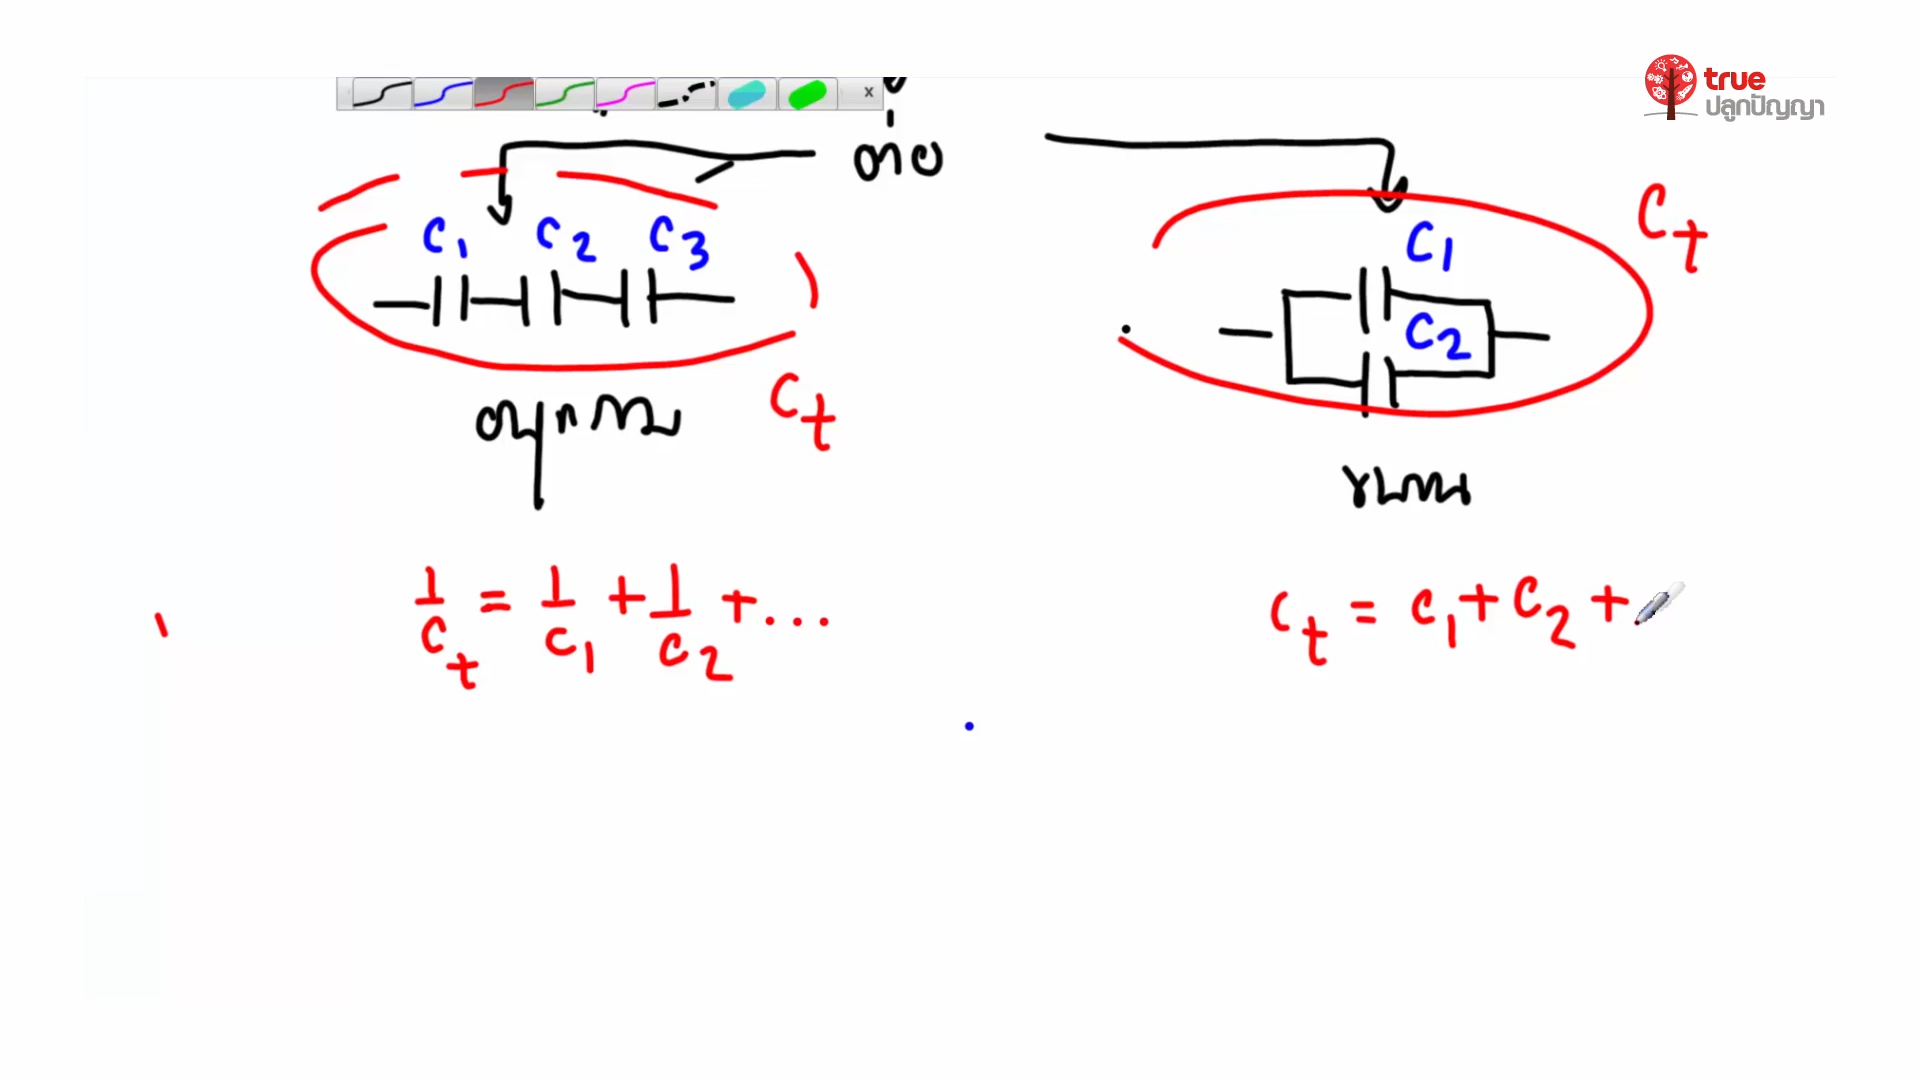 true
ปลูกปัญญา
x
ต่อ
C1 C2 C3
Ct
C1
C2
Ct
อนุกรม
ขนาน
1/Ct = 1/C1 + 1/C2 + ...
Ct = C1 + C2 +